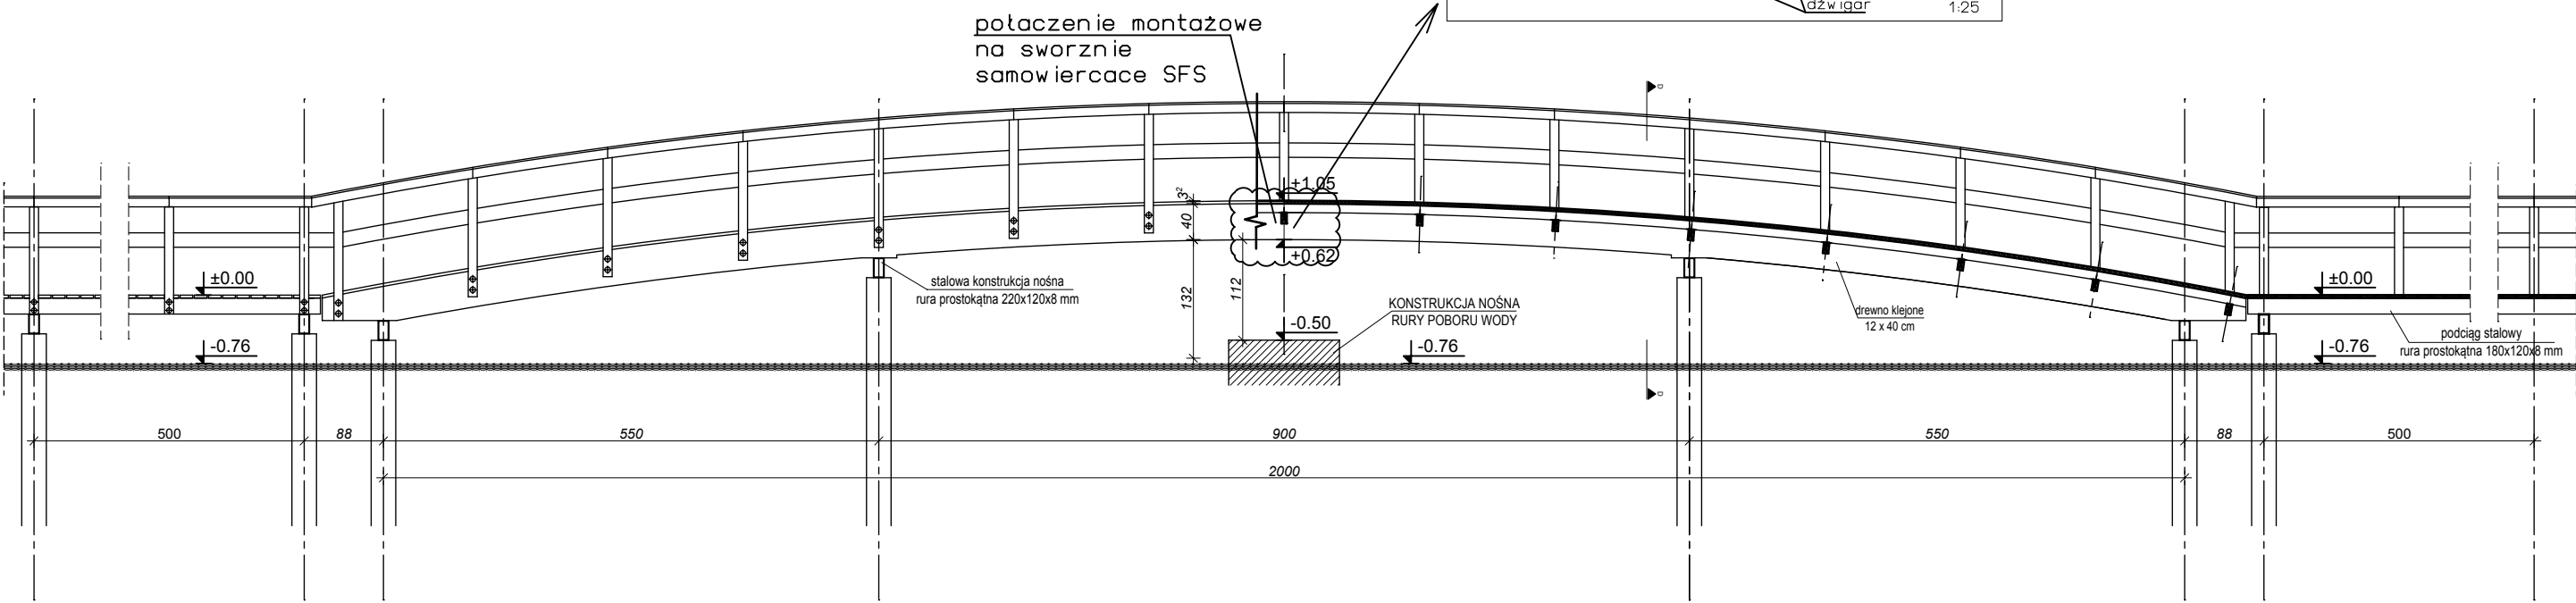 dźwigar
1:25
połaczenie montażowe
na sworznie
samowiercace SFS
+1,05
3²
40
+0.62
132
112
±0.00
±0.00
stalowa konstrukcja nośna
rura prostokątna 220x120x8 mm
KONSTRUKCJA NOŚNA
RURY POBORU WODY
drewno klejone
12 x 40 cm
-0.50
-0.76
-0.76
-0.76
podciąg stalowy
rura prostokątna 180x120x8 mm
500
88
550
900
550
88
500
2000